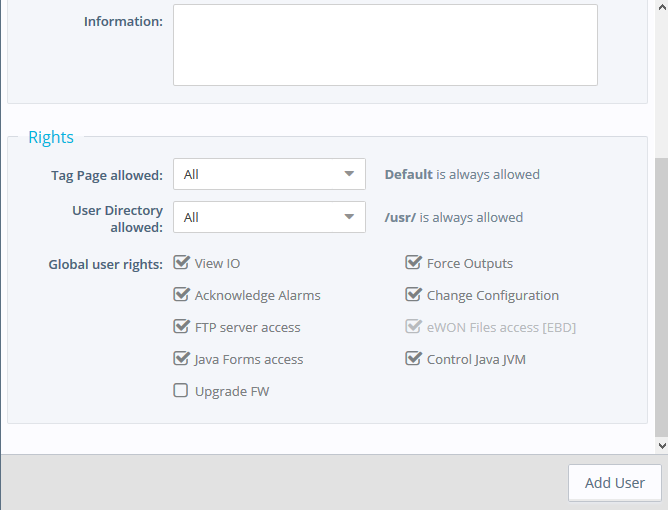 Information:
Rights
Tag Page allowed: All Default is always allowed
User Directory
allowed: All /usr/ is always allowed
Global user rights: View IO Force Outputs
Acknowledge Alarms Change Configuration
FTP server access eWON Files access [EBD]
Java Forms access Control Java JVM
Upgrade FW
Add User